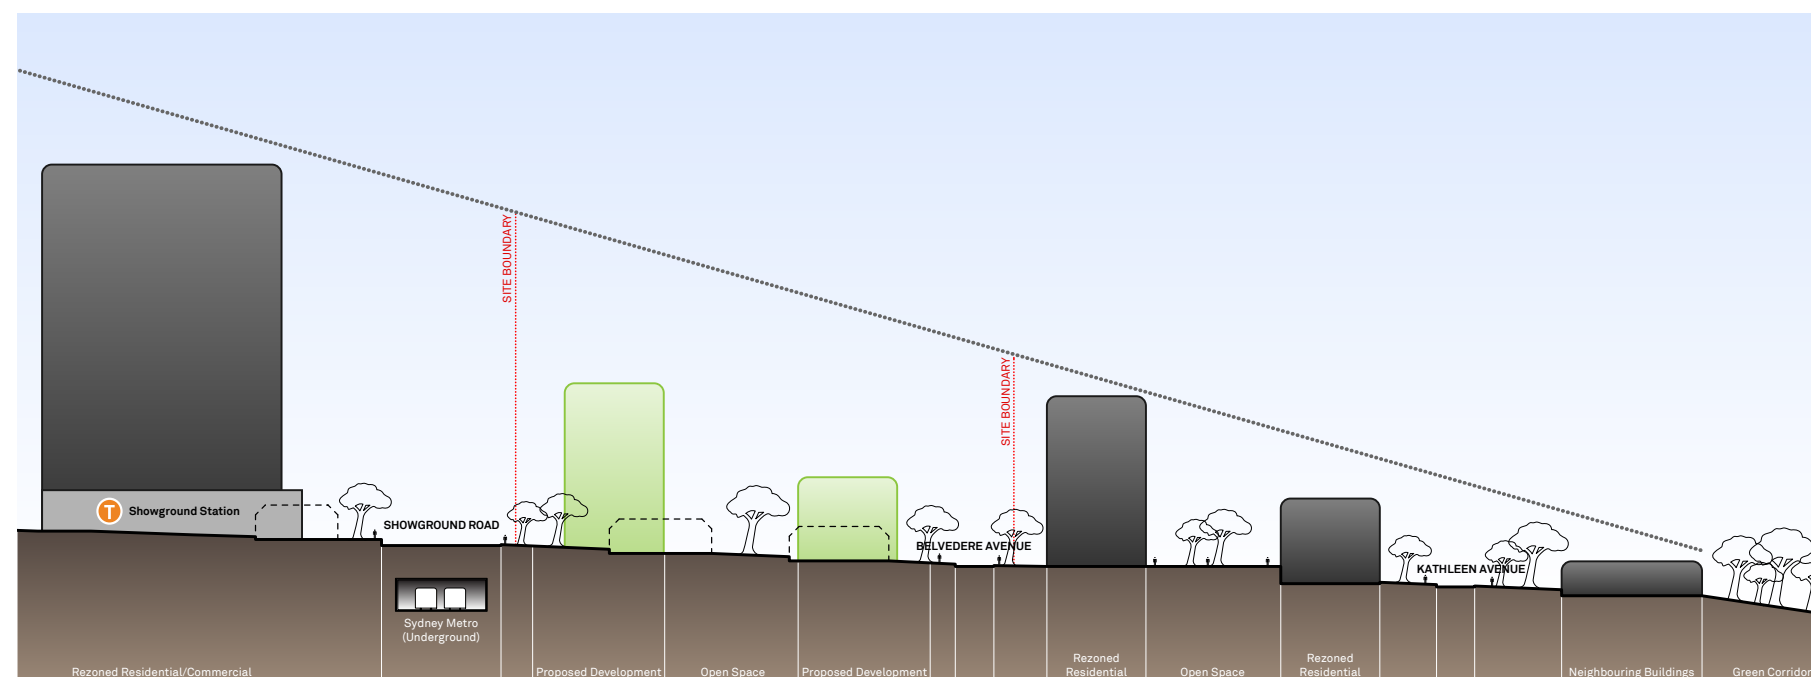 SITE BOUNDARY
SITE BOUNDARY
T Showground Station
SHOWGROUND ROAD
BELVEDERE AVENUE
KATHLEEN AVENUE
Sydney Metro
(Underground)
Rezoned Residential/Commercial
Proposed Development
Open Space
Proposed Development
Rezoned
Residential
Open Space
Rezoned
Residential
Neighbouring Buildings
Green Corridor